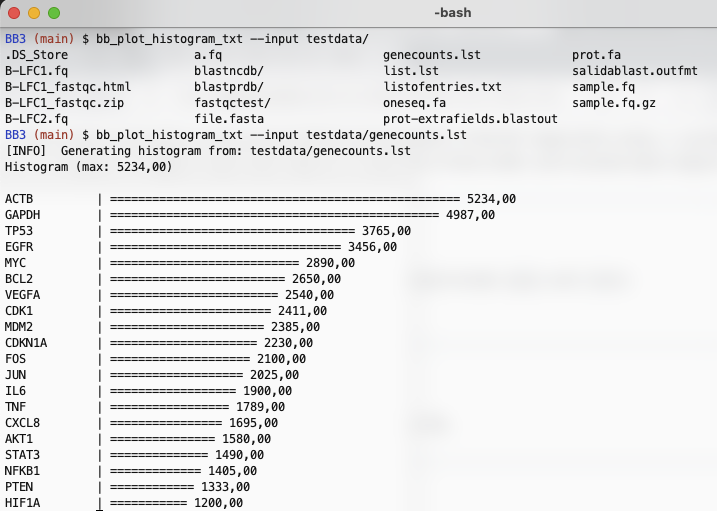 -bash
BB3 (main) $ bb_plot_histogram_txt --input testdata/
.DS_Store a.fq genecounts.lst prot.fa
B-LFC1.fq blastncdb/ list.lst salidablast.outfmt
B-LFC1_fastqc.html blastprdb/ listofentries.txt sample.fq
B-LFC1_fastqc.zip fastqctest/ oneseq.fa sample.fq.gz
B-LFC2.fq file.fasta prot-extrafields.blastout
BB3 (main) $ bb_plot_histogram_txt --input testdata/genecounts.lst
[INFO]  Generating histogram from: testdata/genecounts.lst
Histogram (max: 5234,00)
ACTB | ================================================== 5234,00
GAPDH | =============================================== 4987,00
TP53 | =================================== 3765,00
EGFR | ================================= 3456,00
MYC | =========================== 2890,00
BCL2 | ========================= 2650,00
VEGFA | ======================== 2540,00
CDK1 | ======================= 2411,00
MDM2 | ====================== 2385,00
CDKN1A | ===================== 2230,00
FOS | ==================== 2100,00
JUN | =================== 2025,00
IL6 | ================== 1900,00
TNF | ================= 1789,00
CXCL8 | ================ 1695,00
AKT1 | =============== 1580,00
STAT3 | ============== 1490,00
NFKB1 | ============= 1405,00
PTEN | ============ 1333,00
HIF1A | =========== 1200,00